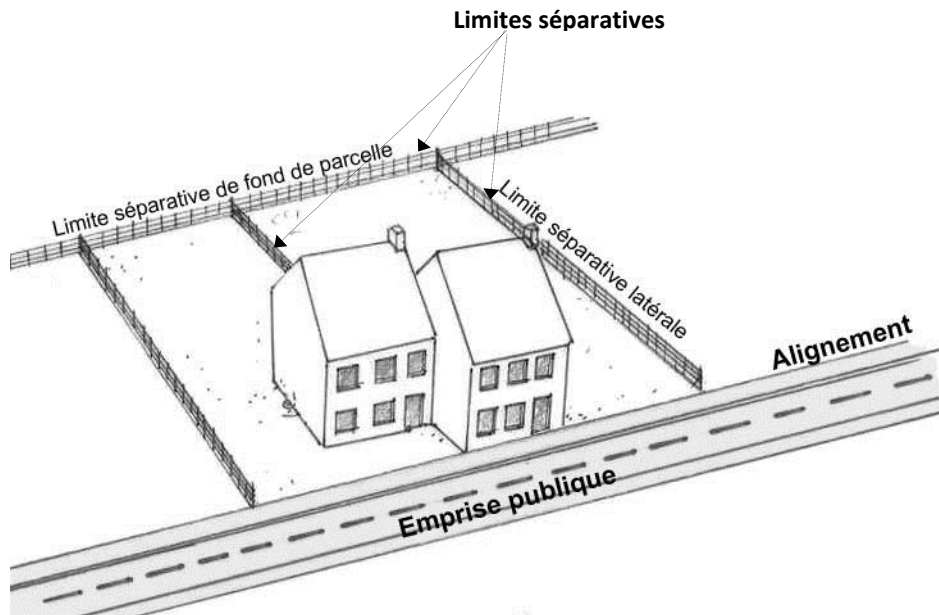 Limites séparatives
Limite séparative de fond de parcelle
Limite séparative latérale
Alignement
Emprise publique